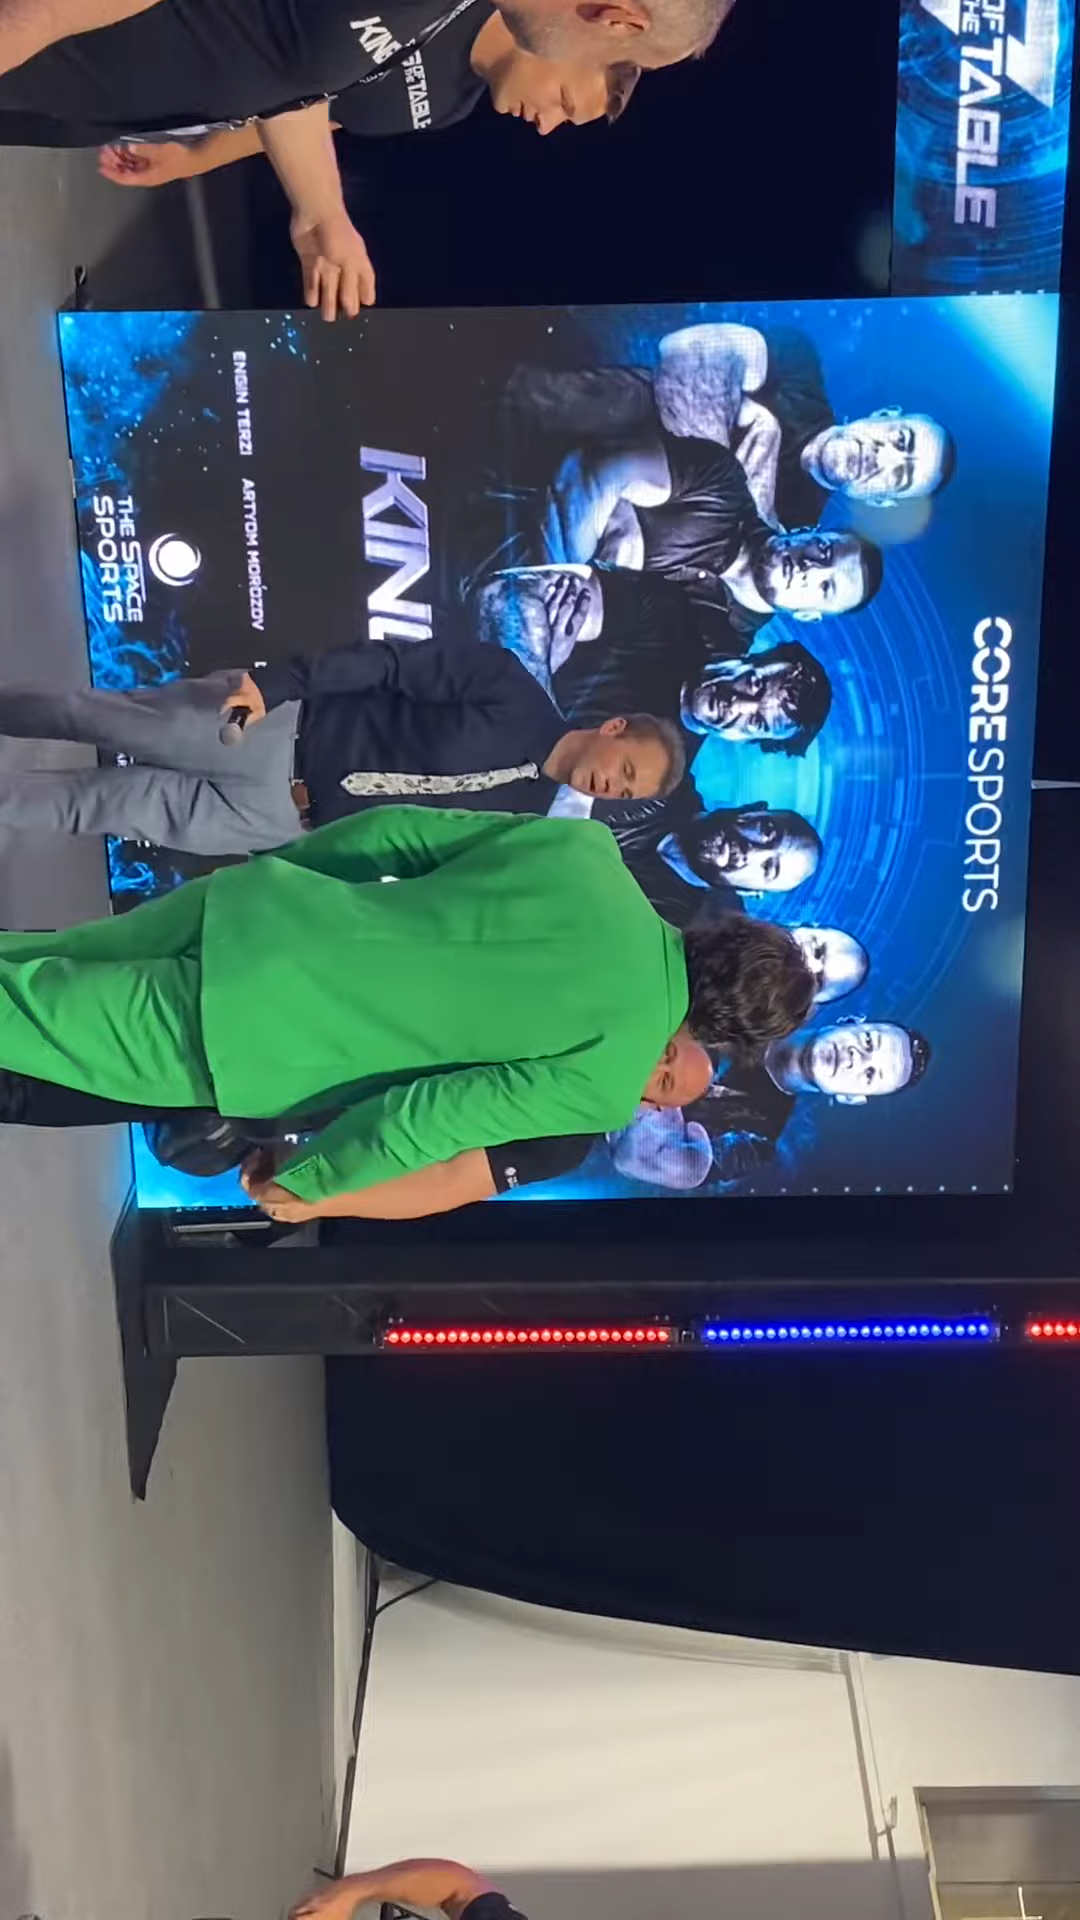 OF
THE TABLE
KING
OF
THE TABLE
CORESPORTS
KIN
ENGIN TERZI ARTYOM MOROZOV
THE SPACE
SPORTS